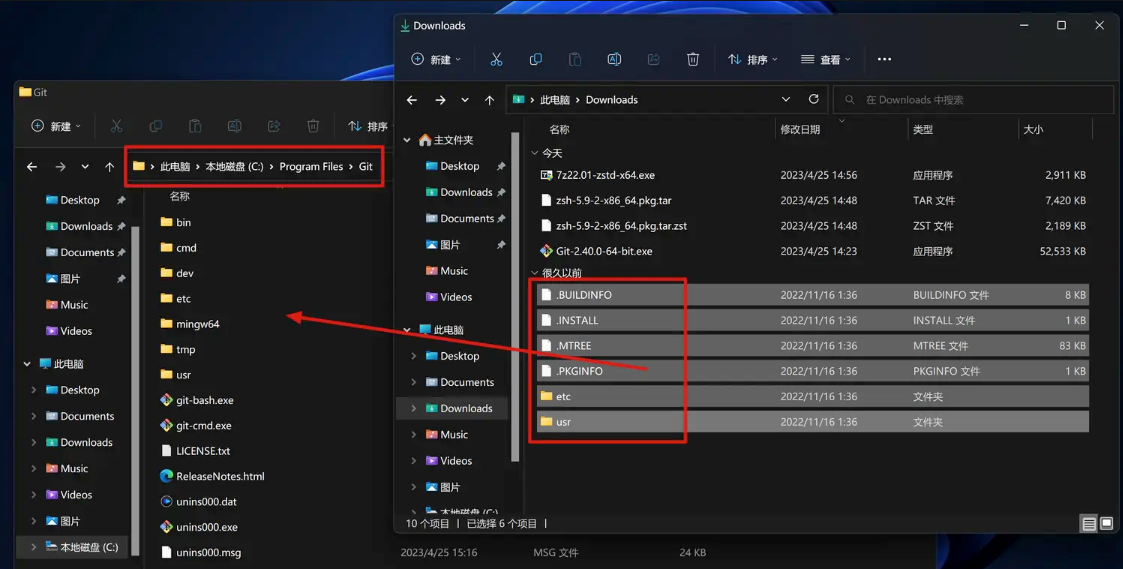 Git
新建
排序
此电脑 本地磁盘 (C:) Program Files Git
Desktop
Downloads
Documents
图片
Music
Videos
此电脑
Desktop
Documents
Downloads
Music
Videos
图片
本地磁盘 (C:)
名称
bin
cmd
dev
etc
mingw64
tmp
usr
git-bash.exe
git-cmd.exe
LICENSE.txt
ReleaseNotes.html
unins000.dat
unins000.exe
unins000.msg 2023/4/25 15:16 MSG 文件 24 KB
Downloads
新建 排序 查看
此电脑 Downloads
在 Downloads 中搜索
主文件夹
Desktop
Downloads
Documents
图片
Music
Videos
此电脑
Desktop
Documents
Downloads
Music
Videos
图片
本地磁盘 (C:)
名称 修改日期 类型 大小
今天
7z22.01-zstd-x64.exe 2023/4/25 14:56 应用程序 2,911 KB
zsh-5.9-2-x86_64.pkg.tar 2023/4/25 14:48 TAR 文件 7,420 KB
zsh-5.9-2-x86_64.pkg.tar.zst 2023/4/25 14:48 ZST 文件 2,189 KB
Git-2.40.0-64-bit.exe 2023/4/25 14:23 应用程序 52,533 KB
很久以前
.BUILDINFO 2022/11/16 1:36 BUILDINFO 文件 8 KB
.INSTALL 2022/11/16 1:36 INSTALL 文件 1 KB
.MTREE 2022/11/16 1:36 MTREE 文件 83 KB
.PKGINFO 2022/11/16 1:36 PKGINFO 文件 1 KB
etc 2022/11/16 1:36 文件夹
usr 2022/11/16 1:36 文件夹
10 个项目 | 已选择 6 个项目 |